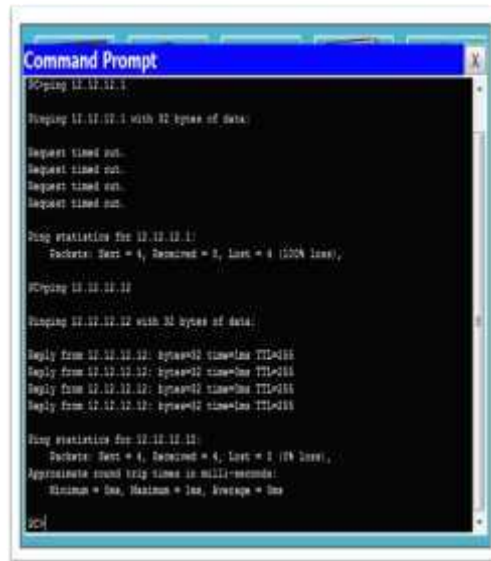 Command Prompt
X
PC>ping 12.12.12.1
Pinging 12.12.12.1 with 32 bytes of data:
Request timed out.
Request timed out.
Request timed out.
Request timed out.
Ping statistics for 12.12.12.1:
Packets: Sent = 4, Received = 0, Lost = 4 (100% loss),
PC>ping 12.12.12.12
Pinging 12.12.12.12 with 32 bytes of data:
Reply from 12.12.12.12: bytes=32 time=1ms TTL=255
Reply from 12.12.12.12: bytes=32 time=0ms TTL=255
Reply from 12.12.12.12: bytes=32 time=1ms TTL=255
Reply from 12.12.12.12: bytes=32 time=0ms TTL=255
Ping statistics for 12.12.12.12:
Packets: Sent = 4, Received = 4, Lost = 0 (0% loss),
Approximate round trip times in milli-seconds:
Minimum = 0ms, Maximum = 1ms, Average = 0ms
PC>